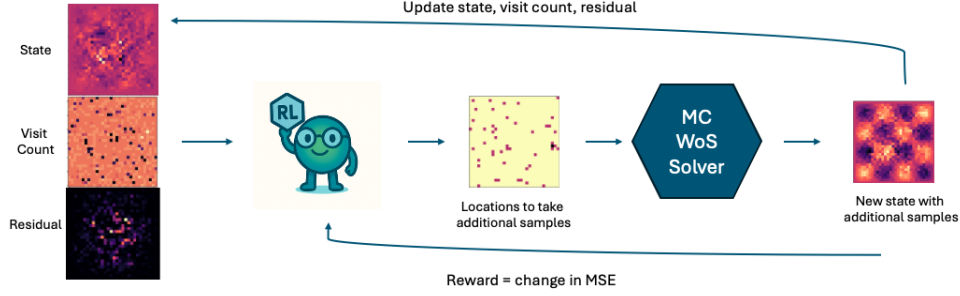 Update state, visit count, residual
State
Visit
Count
Residual
RL
Locations to take
additional samples
MC
WoS
Solver
New state with
additional samples
Reward = change in MSE